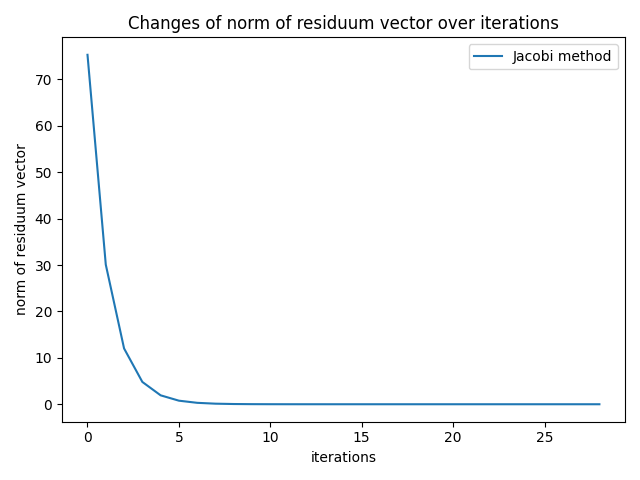 Changes of norm of residuum vector over iterations
Jacobi method
norm of residuum vector
70
60
50
40
30
20
10
0
0 5 10 15 20 25
iterations